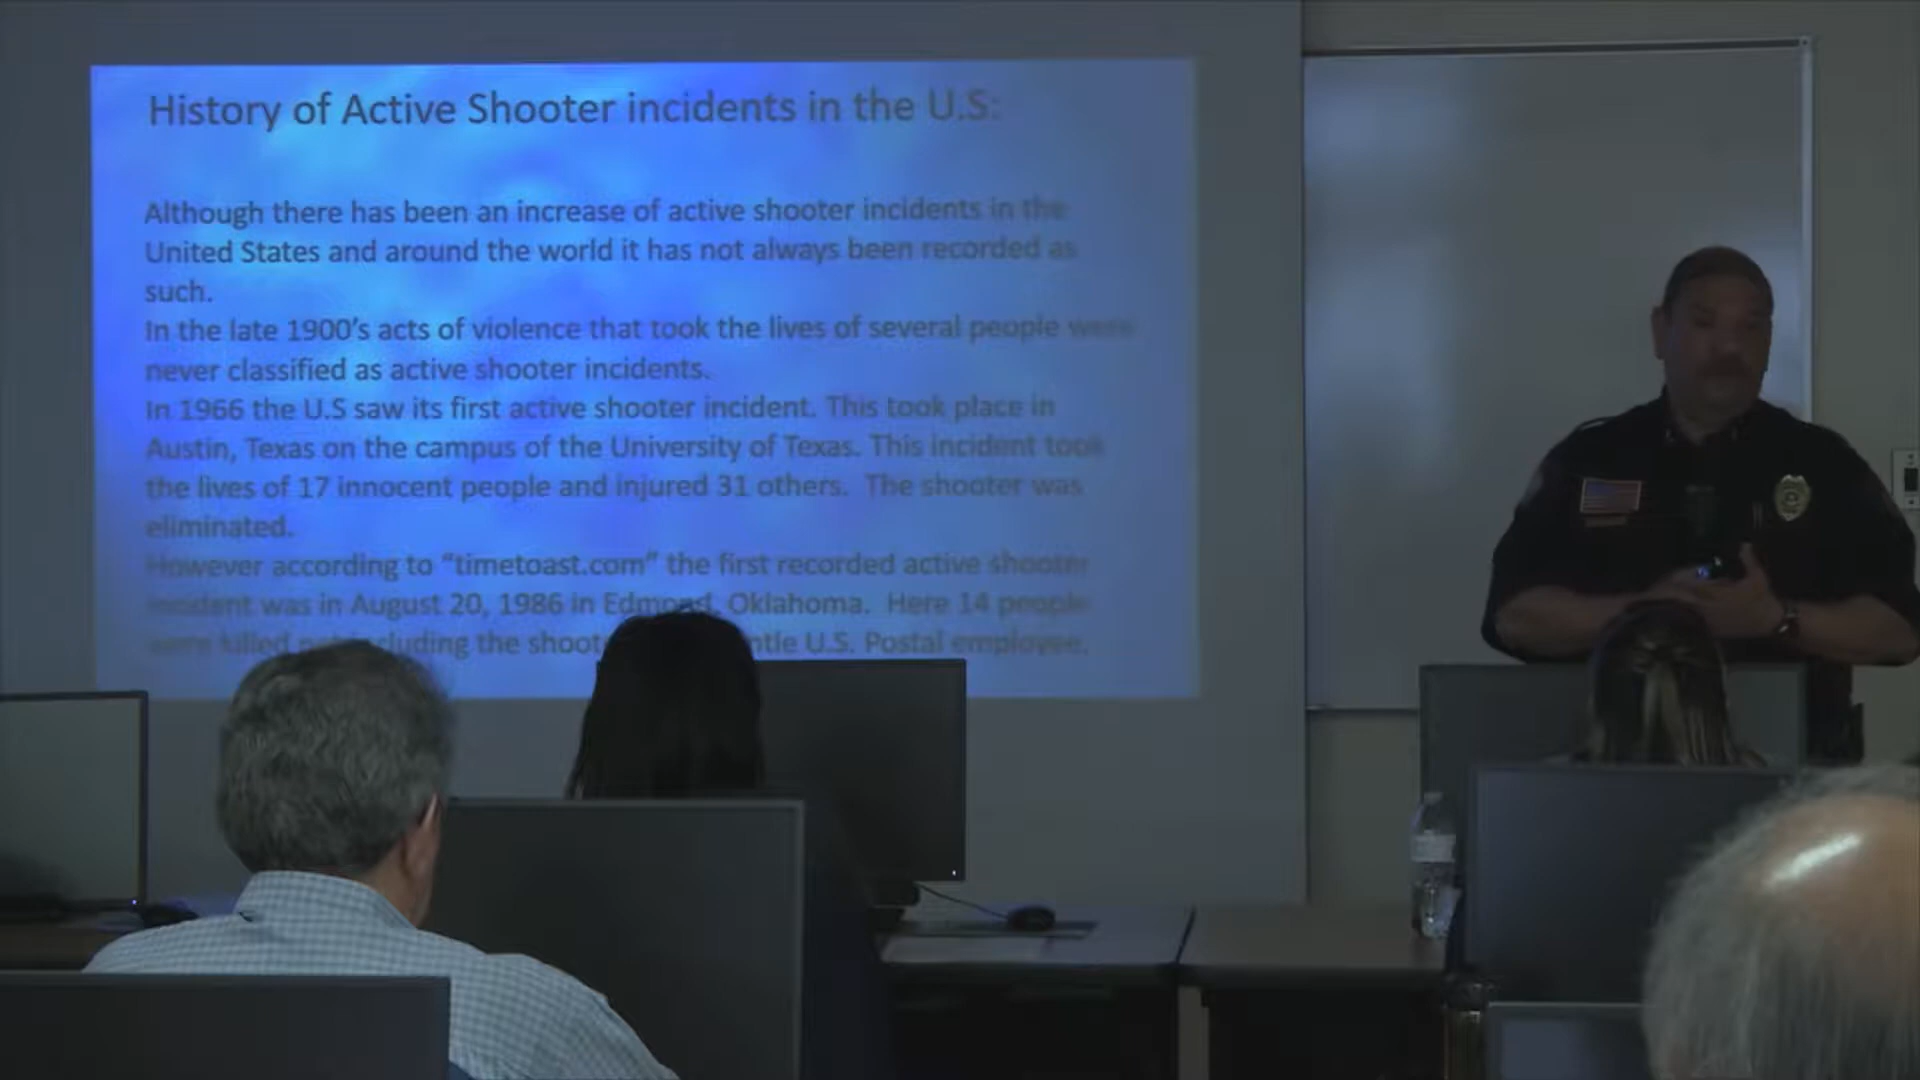 History of Active Shooter incidents in the U.S:
Although there has been an increase of active shooter incidents in the
United States and around the world it has not always been recorded as
such.
In the late 1900's acts of violence that took the lives of several people were
never classified as active shooter incidents.
In 1966 the U.S saw its first active shooter incident. This took place in
Austin, Texas on the campus of the University of Texas. This incident took
the lives of 17 innocent people and injured 31 others. The shooter was
eliminated.
However according to “timetoast.com” the first recorded active shooter
incident was in August 20, 1986 in Edmond, Oklahoma. Here 14 people
were killed the U.S. Postal employee.